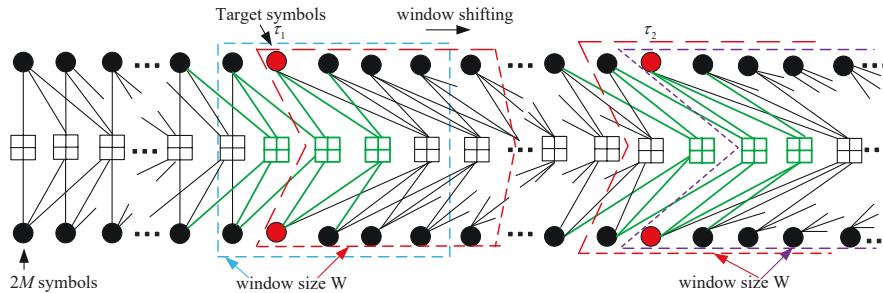 Target symbols
window shifting
τ1
τ2
2M symbols
window size W
window size W